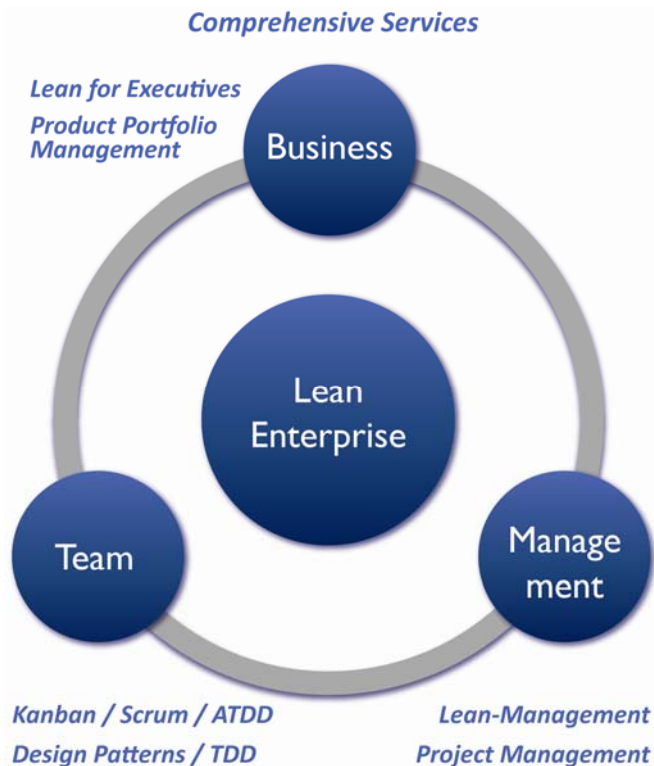 Comprehensive Services
Lean for Executives
Product Portfolio
Management
Business
Lean
Enterprise
Team
Manage
ment
Kanban / Scrum / ATDD
Design Patterns / TDD
Lean-Management
Project Management